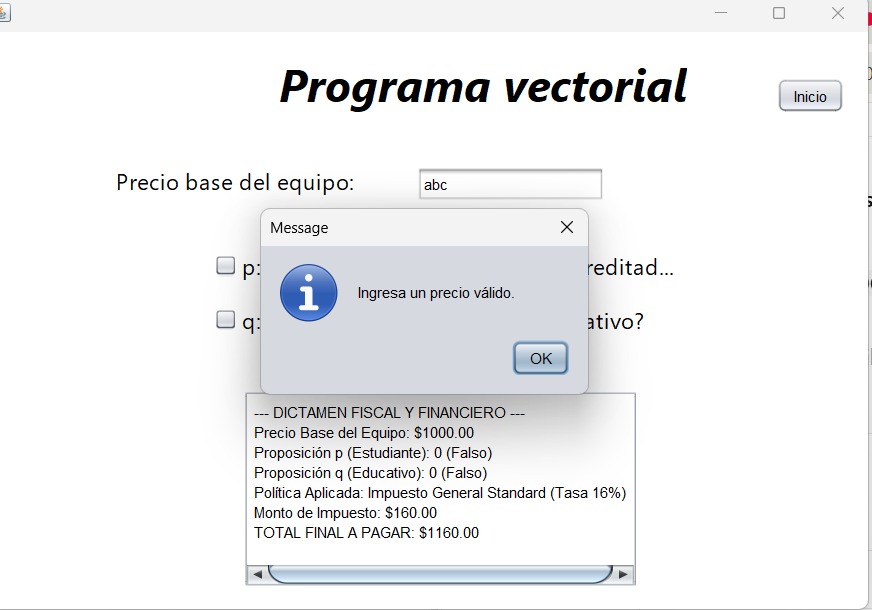 Programa vectorial
Inicio
Precio base del equipo:
abc
Message
Ingresa un precio válido.
OK
p:
reditad...
q:
ativo?
--- DICTAMEN FISCAL Y FINANCIERO ---
Precio Base del Equipo: $1000.00
Proposición p (Estudiante): 0 (Falso)
Proposición q (Educativo): 0 (Falso)
Política Aplicada: Impuesto General Standard (Tasa 16%)
Monto de Impuesto: $160.00
TOTAL FINAL A PAGAR: $1160.00